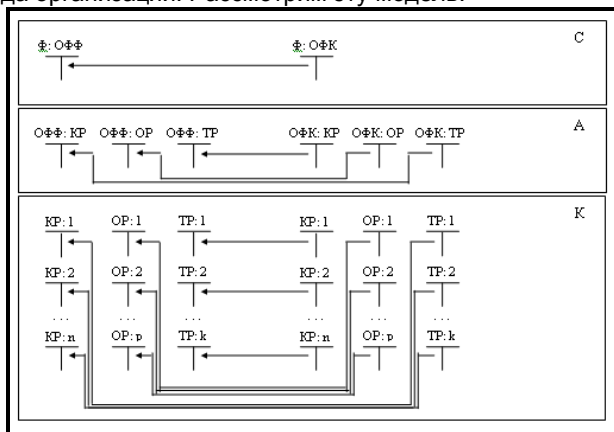 да организации. Рассмотрим эту модель.
С
Ф: ОФФ Ф: ОФК
А
ОФФ: КР ОФФ: ОР ОФФ: ТР ОФК: КР ОФК: ОР ОФК: ТР
К
КР:1 ОР:1 ТР:1 КР:1 ОР:1 ТР:1
КР:2 ОР:2 ТР:2 КР:2 ОР:2 ТР:2
... ... ... ... ... ...
КР:n ОР:p ТР:k КР:n ОР:p ТР:k